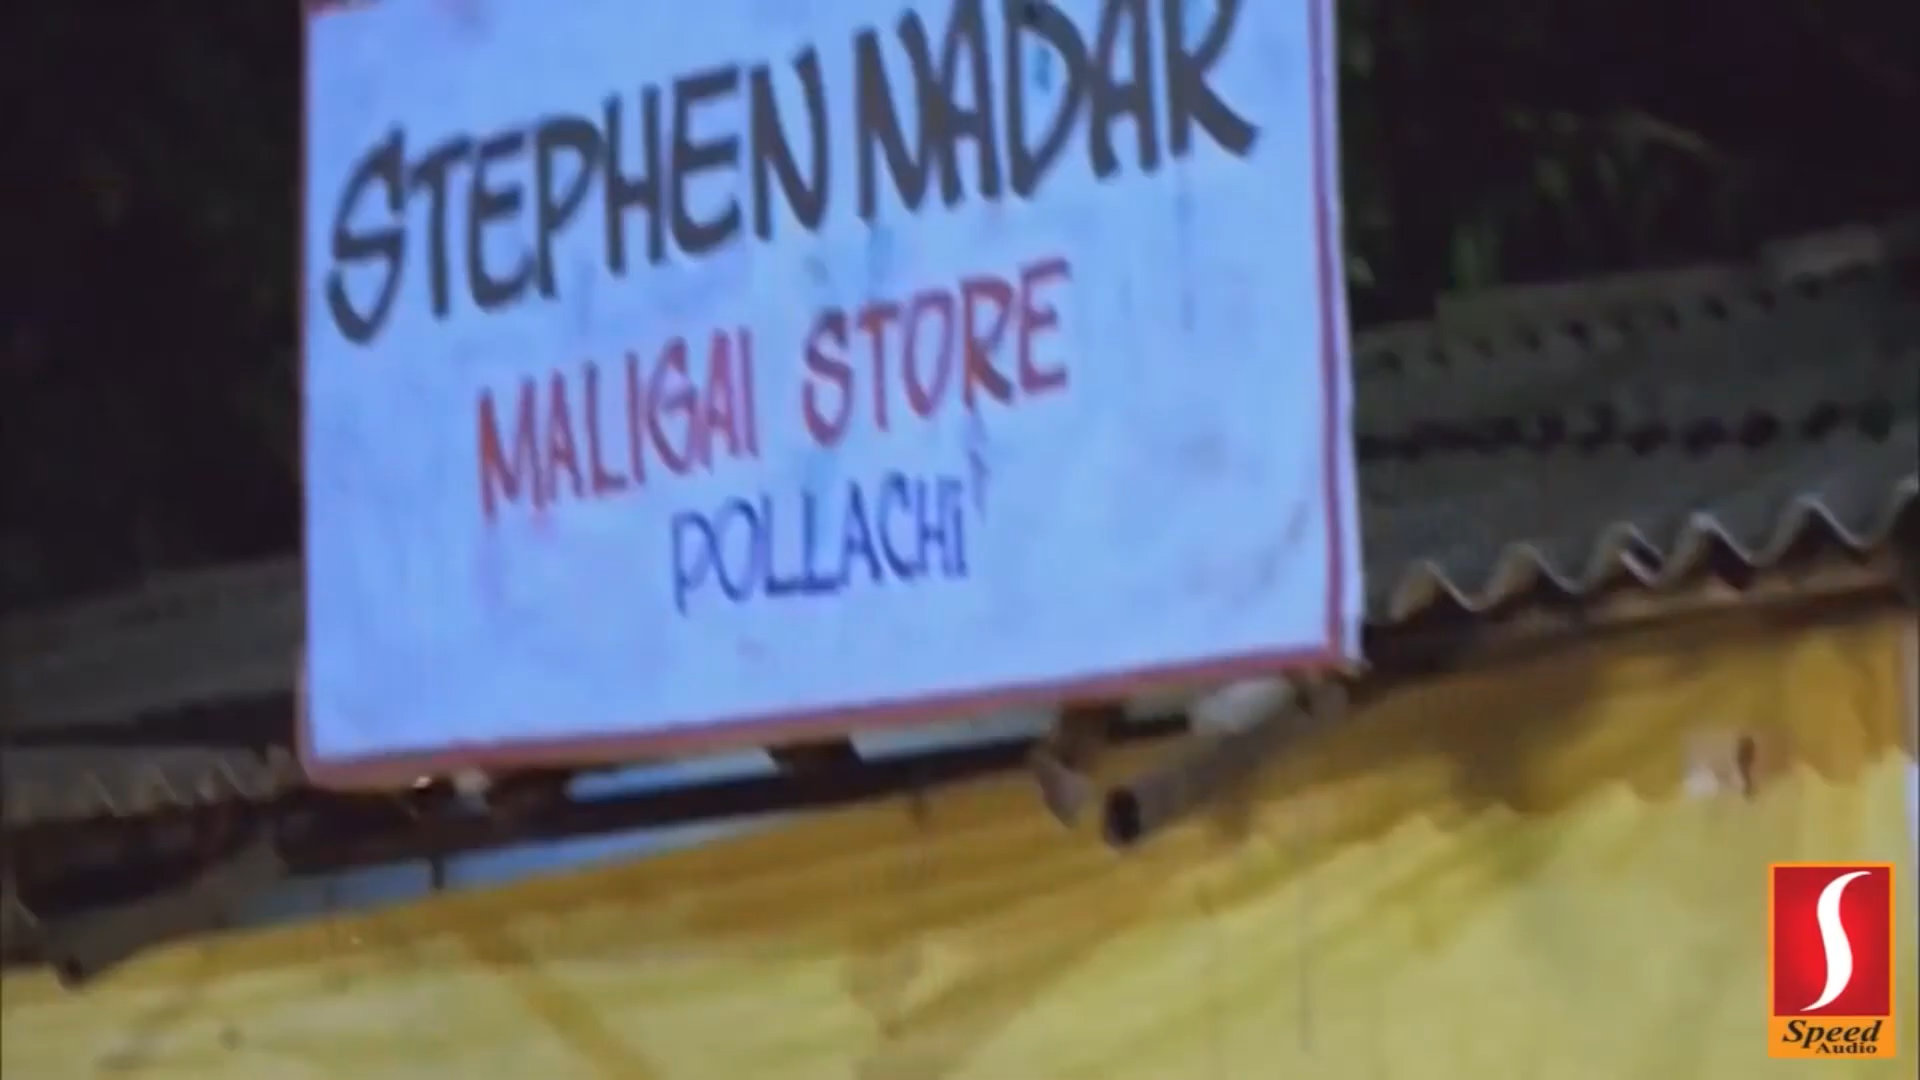 STEPHEN NADAR
MALIGAI STORE
POLLACHi
S
Speed
Audio